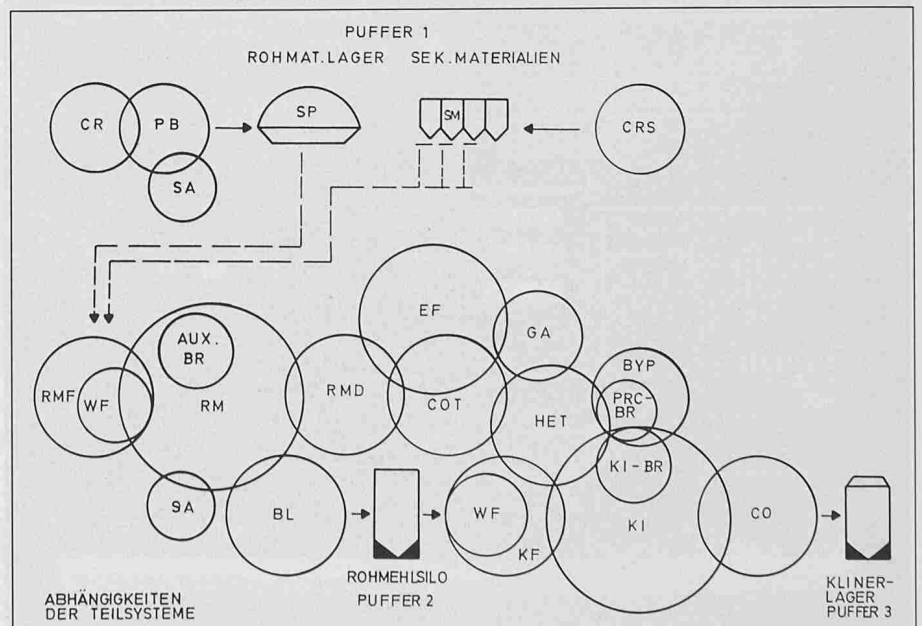 PUFFER 1
ROHMAT.LAGER SEK.MATERIALIEN
CR
PB
SP
SM
CRS
SA
EF
GA
AUX.
BR
RMF
WF
RM
RMD
COT
HET
BYP
PRC-
BR
KI-BR
SA
BL
WF
KF
KI
CO
ROHMEHLSILO
PUFFER 2
KLINER-
LAGER
PUFFER 3
ABHÄNGIGKEITEN
DER TEILSYSTEME